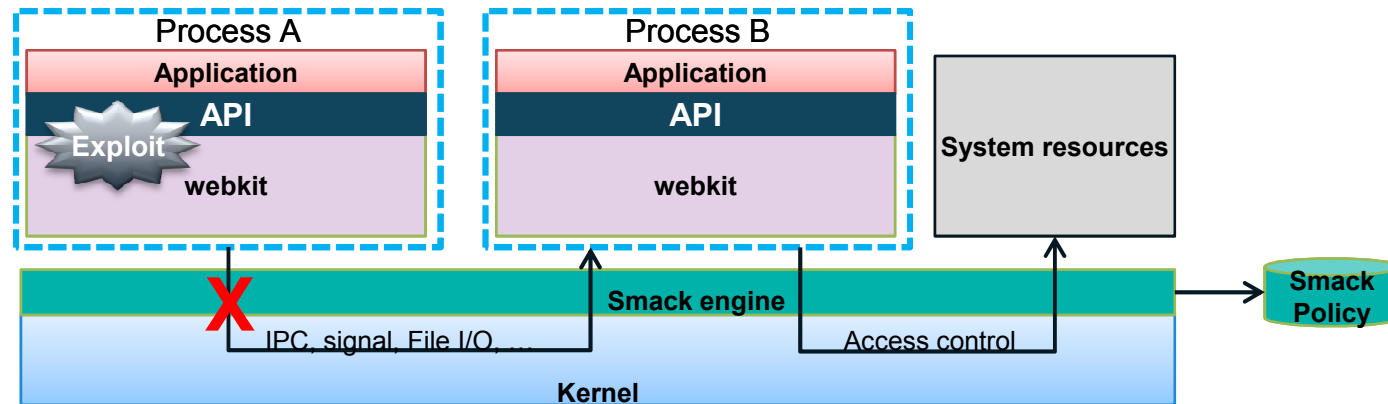 Process A
Application
API
Exploit
webkit
Process B
Application
API
webkit
System resources
Smack engine
IPC, signal, File I/O, ...
Access control
Kernel
Smack
Policy